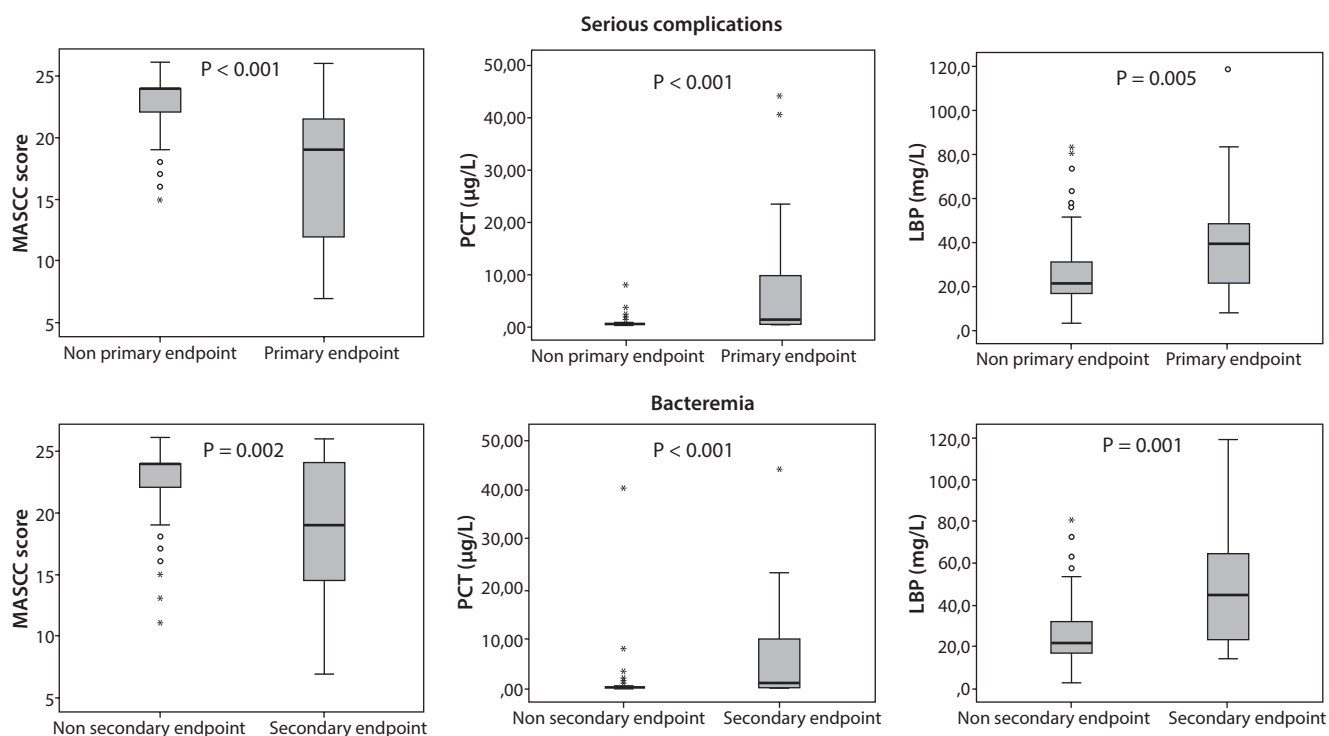 Serious complications
MASCC score
25
20
15
10
5
P < 0.001
Non primary endpoint Primary endpoint
PCT (µg/L)
50,00
40,00
30,00
20,00
10,00
,00
P < 0.001
Non primary endpoint Primary endpoint
LBP (mg/L)
120,0
100,0
80,0
60,0
40,0
20,0
,0
P = 0.005
Non primary endpoint Primary endpoint
Bacteremia
MASCC score
25
20
15
10
5
P = 0.002
Non secondary endpoint Secondary endpoint
PCT (µg/L)
50,00
40,00
30,00
20,00
10,00
,00
P < 0.001
Non secondary endpoint Secondary endpoint
LBP (mg/L)
120,0
100,0
80,0
60,0
40,0
20,0
,0
P = 0.001
Non secondary endpoint Secondary endpoint